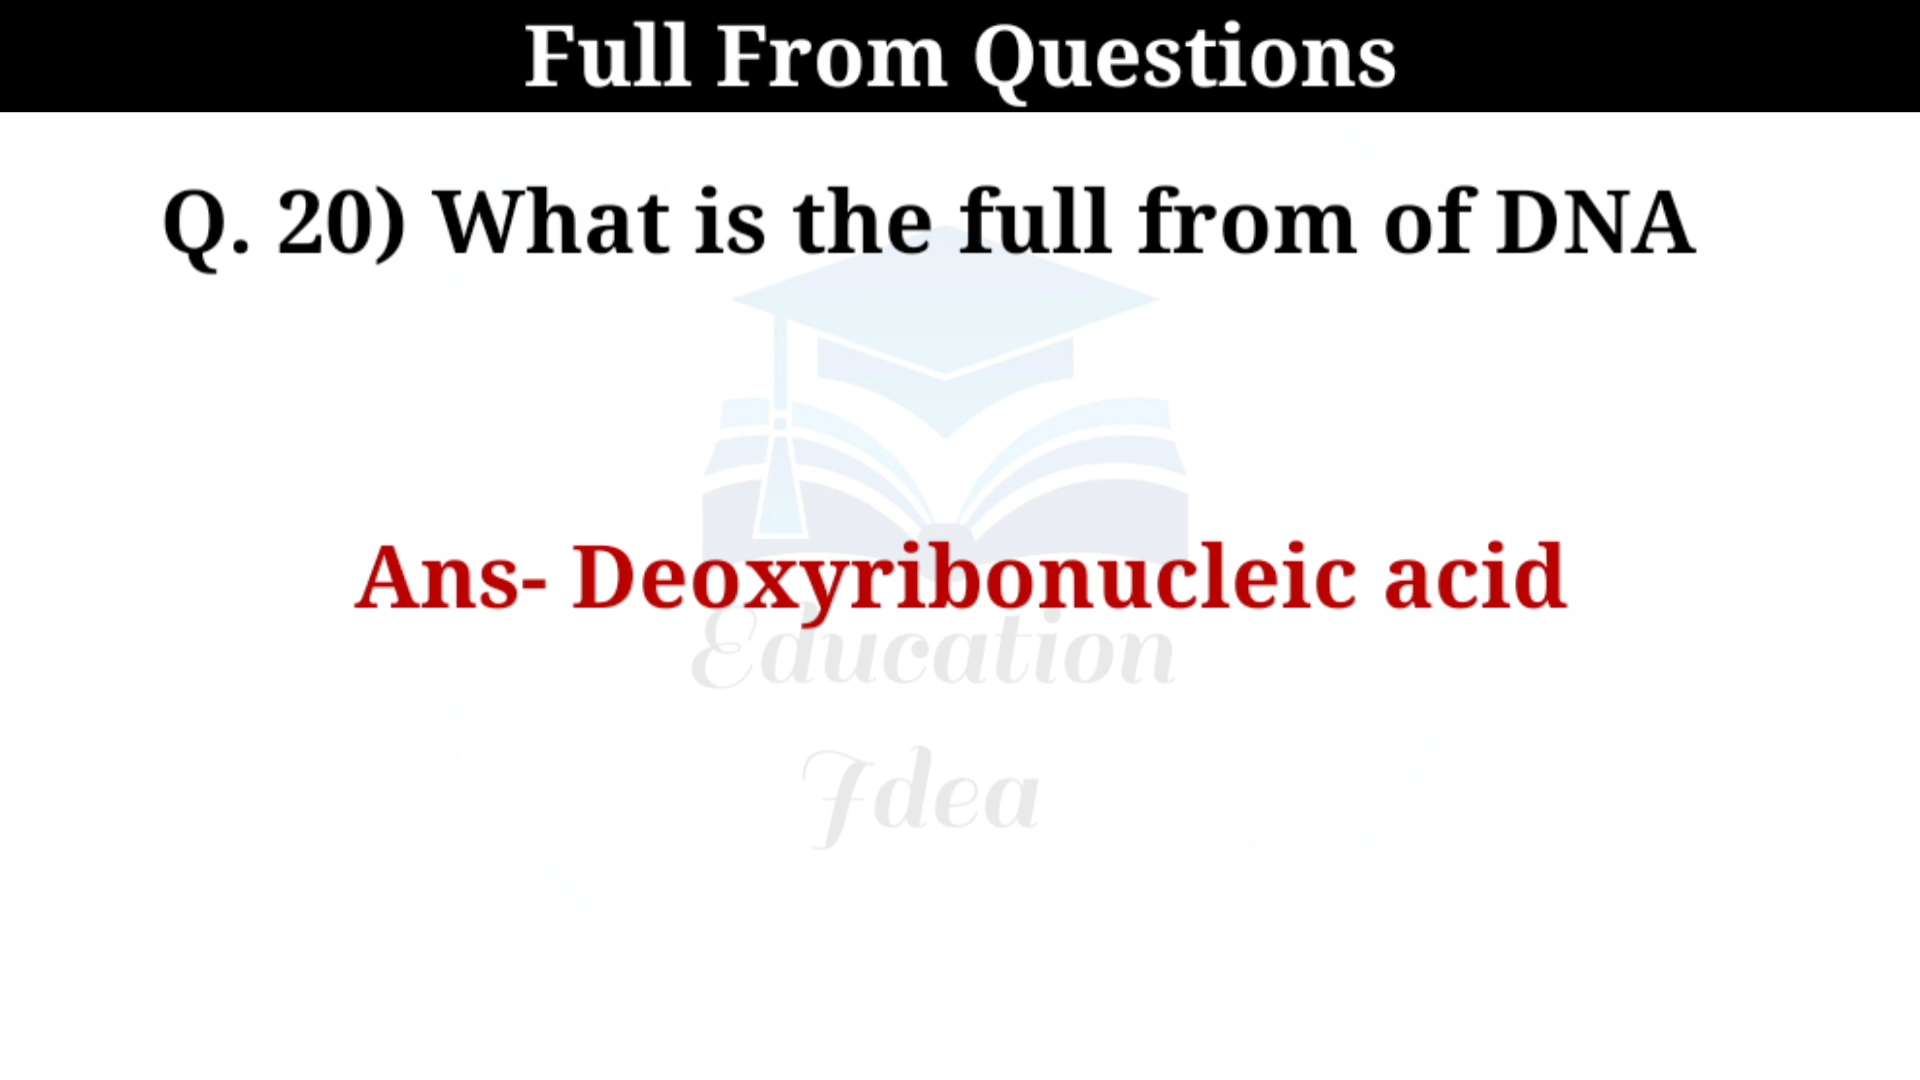 Full From Questions
Q. 20) What is the full from of DNA
Ans- Deoxyribonucleic acid
Education
Idea